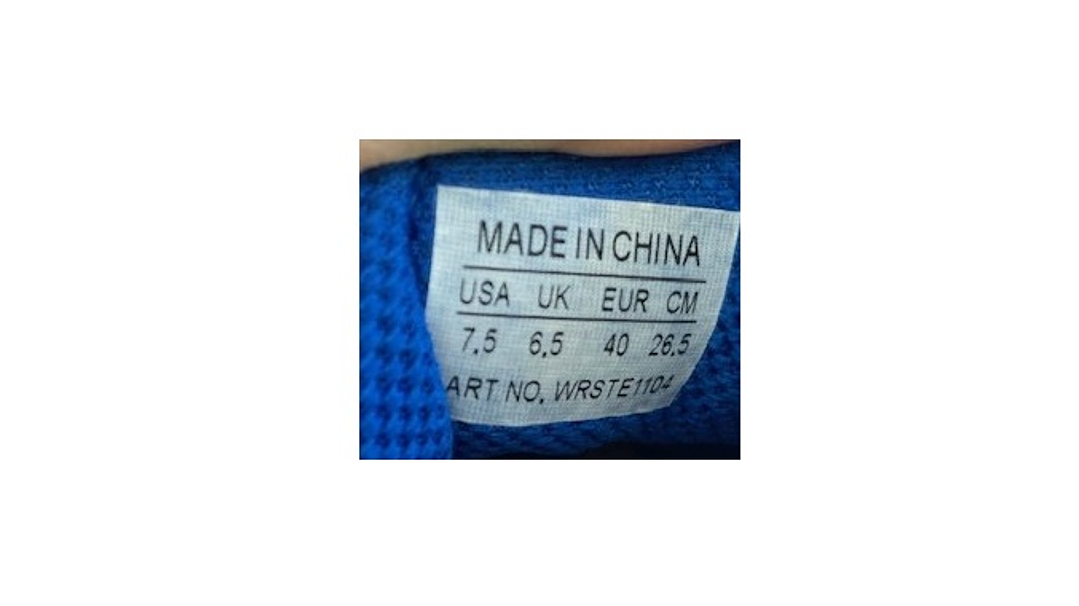 MADE IN CHINA
USA UK EUR CM
7.5 6.5 40 26.5
ART NO. WRSTE1104